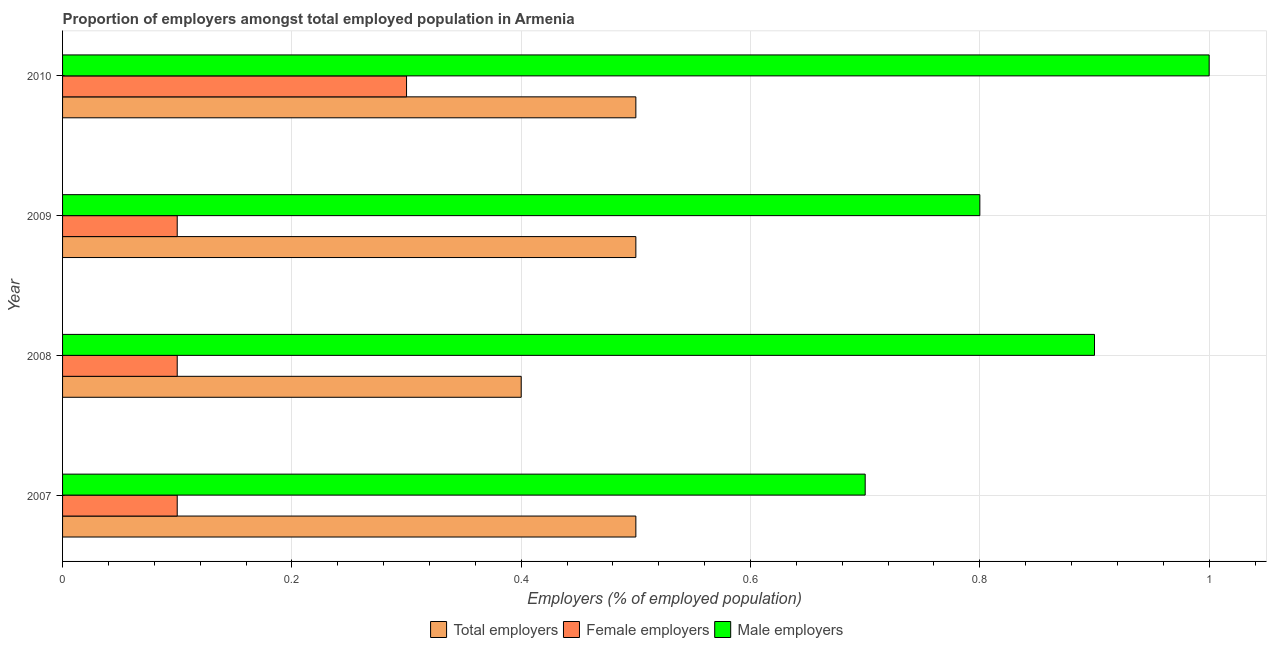 Proportion of employers amongst total employed population in Armenia
2010
2009
2008
2007
Year
0
0.2
0.4
0.6
0.8
1
Employers (% of employed population)
Total employers
Female employers
Male employers